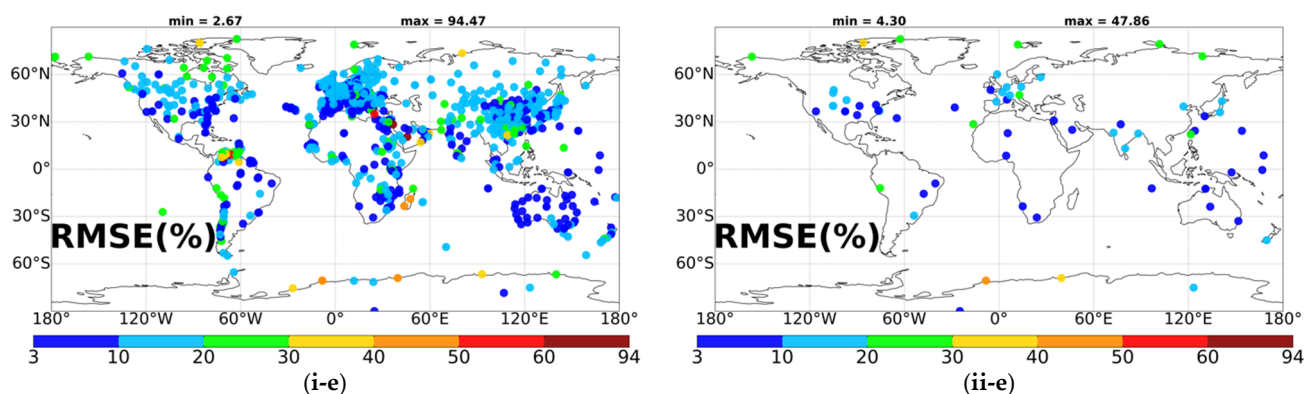 min = 2.67 max = 94.47
60°N
30°N
0°
30°S
60°S
RMSE(%)
180° 120°W 60°W 0° 60°E 120°E 180°
3 10 20 30 40 50 60 94
(i-e)
min = 4.30 max = 47.86
60°N
30°N
0°
30°S
60°S
RMSE(%)
180° 120°W 60°W 0° 60°E 120°E 180°
3 10 20 30 40 50 60 94
(ii-e)